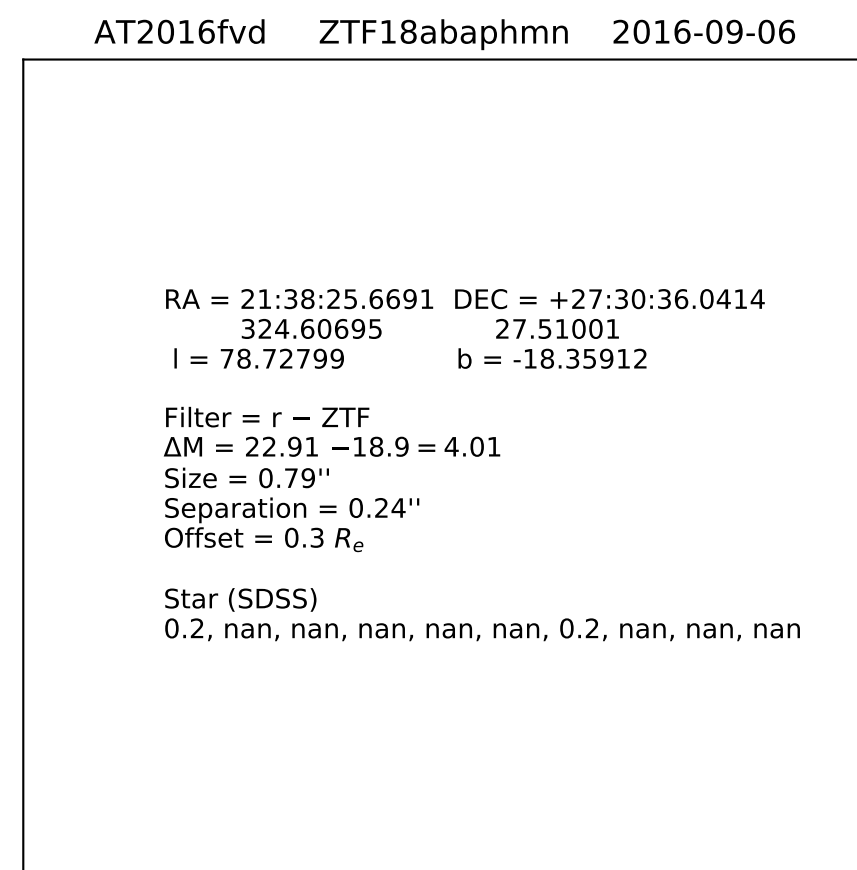 AT2016fvd ZTF18abaphmn 2016-09-06
RA = 21:38:25.6691 DEC = +27:30:36.0414
324.60695 27.51001
l = 78.72799 b = -18.35912
Filter = r − ZTF
ΔM = 22.91 −18.9 = 4.01
Size = 0.79''
Separation = 0.24''
Offset = 0.3 Rₑ
Star (SDSS)
0.2, nan, nan, nan, nan, nan, 0.2, nan, nan, nan